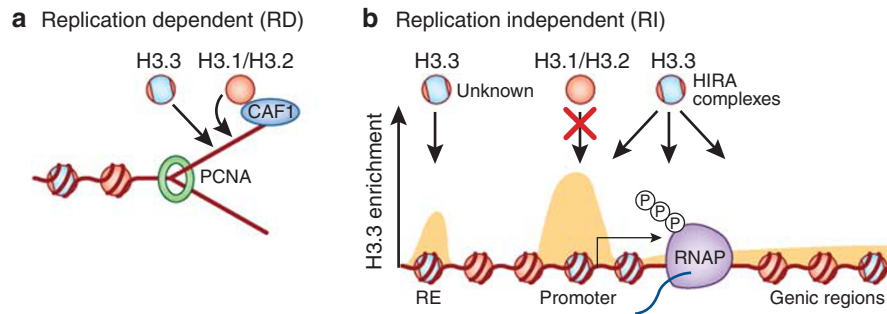 a Replication dependent (RD)
H3.3 H3.1/H3.2
CAF1
PCNA
b Replication independent (RI)
H3.3 H3.1/H3.2 H3.3
Unknown
HIRA
complexes
H3.3 enrichment
P
P
P
RNAP
RE Promoter Genic regions